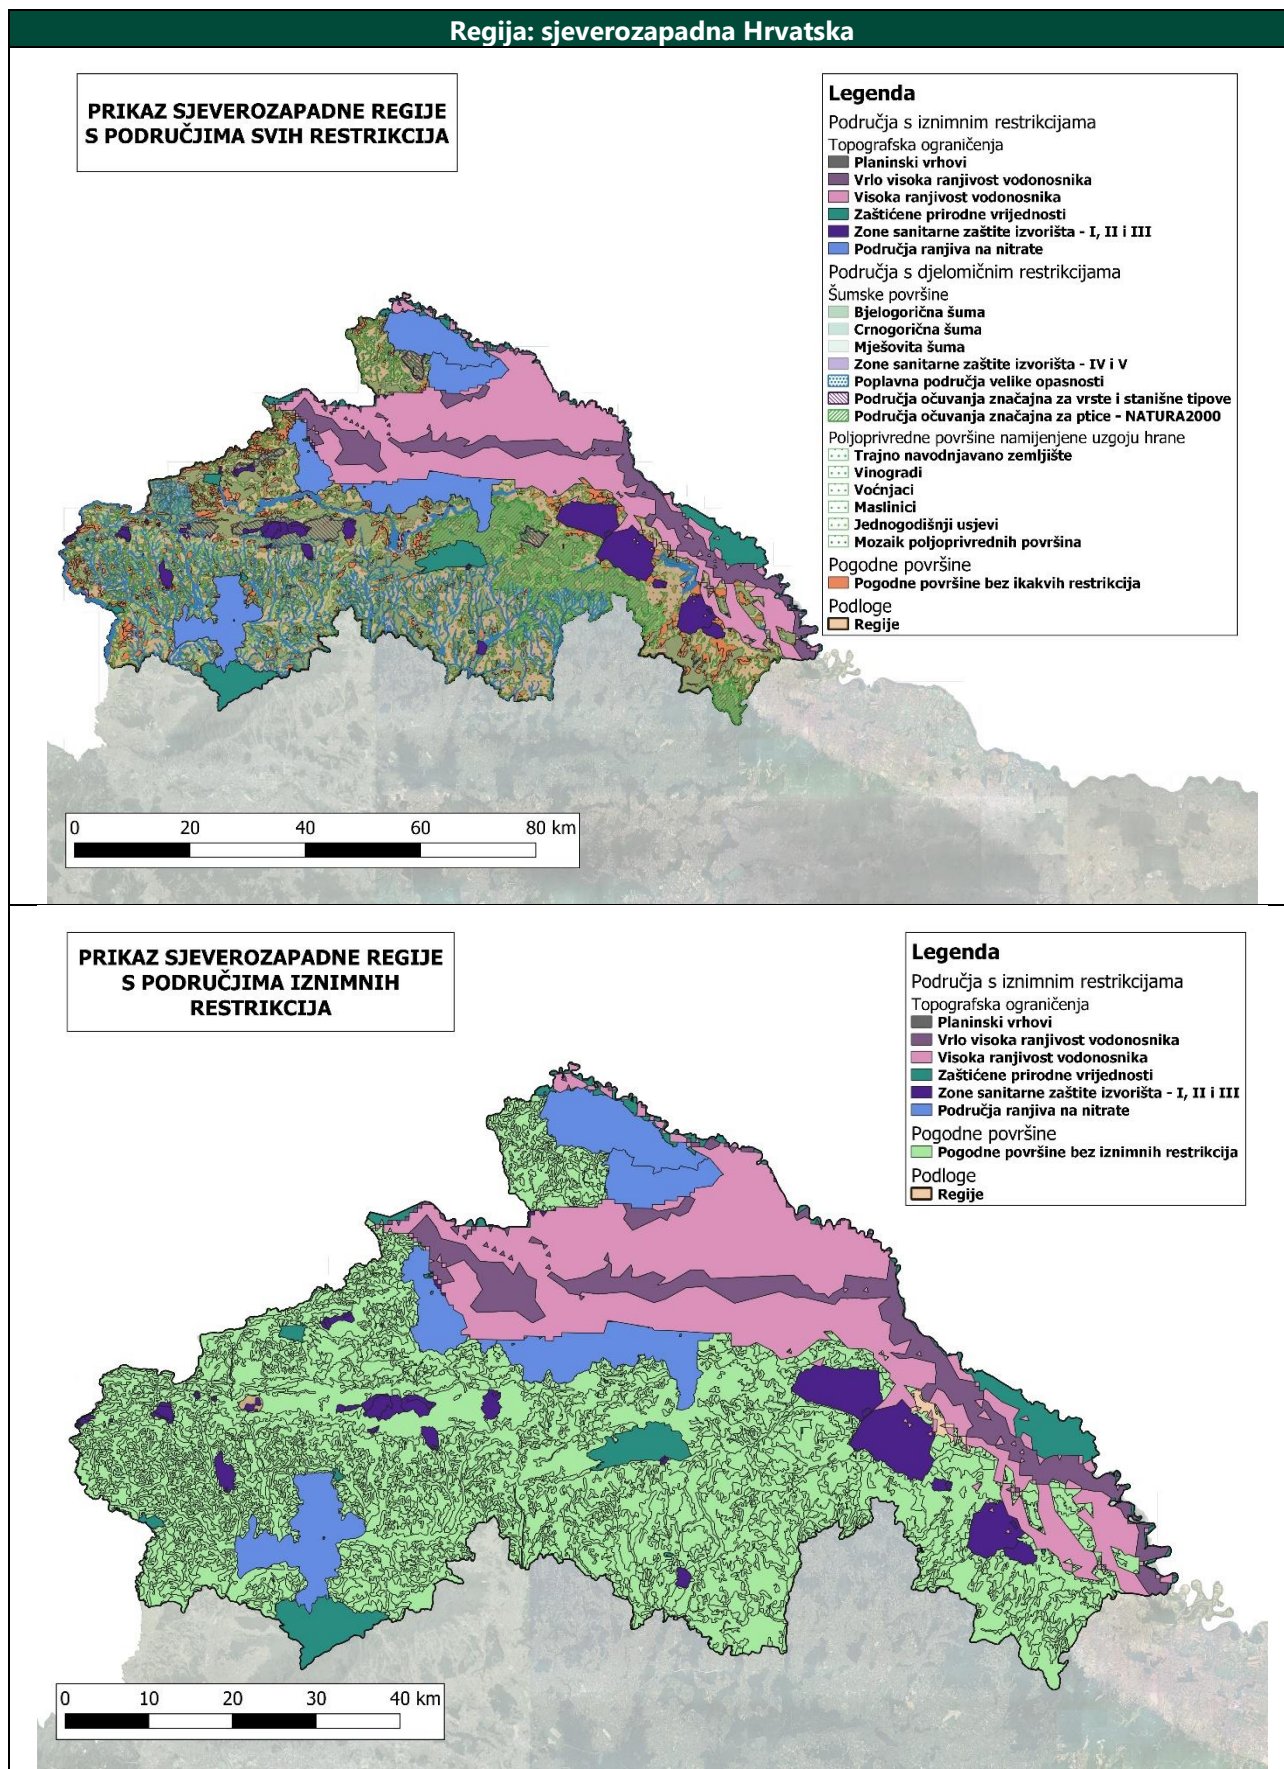 Regija: sjeverozapadna Hrvatska
PRIKAZ SJEVEROZAPADNE REGIJE
S PODRUČJIMA SVIH RESTRIKCIJA
Legenda
Područja s iznimnim restrikcijama
Topografska ograničenja
Planinski vrhovi
Vrlo visoka ranjivost vodonosnika
Visoka ranjivost vodonosnika
Zaštićene prirodne vrijednosti
Zone sanitarne zaštite izvorišta - I, II i III
Područja ranjiva na nitrate
Područja s djelomičnim restrikcijama
Šumske površine
Bjelogorična šuma
Crnogorična šuma
Mješovita šuma
Zone sanitarne zaštite izvorišta - IV i V
Poplavna područja velike opasnosti
Područja očuvanja značajna za vrste i stanišne tipove
Područja očuvanja značajna za ptice - NATURA2000
Poljoprivredne površine namijenjene uzgoju hrane
Trajno navodnjavano zemljište
Vinogradi
Voćnjaci
Maslinici
Jednogodišnji usjevi
Mozaik poljoprivrednih površina
Pogodne površine
Pogodne površine bez ikakvih restrikcija
Podloge
Regije
0 20 40 60 80 km
PRIKAZ SJEVEROZAPADNE REGIJE
S PODRUČJIMA IZNIMNIH
RESTRIKCIJA
Legenda
Područja s iznimnim restrikcijama
Topografska ograničenja
Planinski vrhovi
Vrlo visoka ranjivost vodonosnika
Visoka ranjivost vodonosnika
Zaštićene prirodne vrijednosti
Zone sanitarne zaštite izvorišta - I, II i III
Područja ranjiva na nitrate
Pogodne površine
Pogodne površine bez iznimnih restrikcija
Podloge
Regije
0 10 20 30 40 km